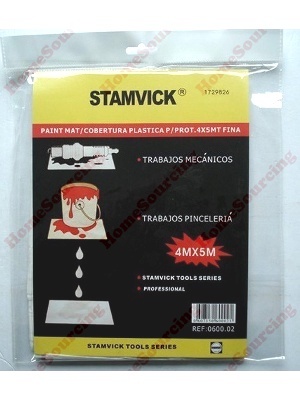 STAMVICK®
1729826
PAINT MAT/COBERTURA PLASTICA P/PROT.4X5MT FINA
• TRABAJOS MECÁNICOS
TRABAJOS PINCELERIÁ
4MX5M
• STAMVICK TOOLS SERIES
• PROFESSIONAL
REF:0600.02
STAMVICK TOOLS SERIES
HomeSourcing